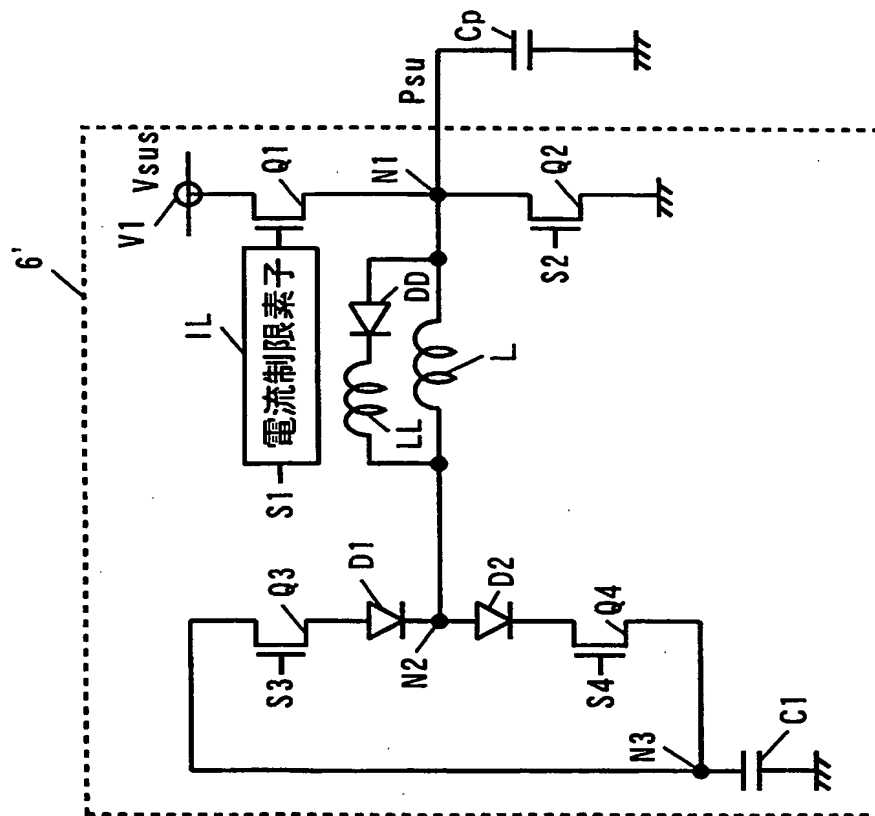 6'
V1
Vsus
IL
S1
電流制限素子
Q1
N1
Psu
Cp
DD
LL
L
S2
Q2
S3
Q3
D1
N2
D2
S4
Q4
N3
C1